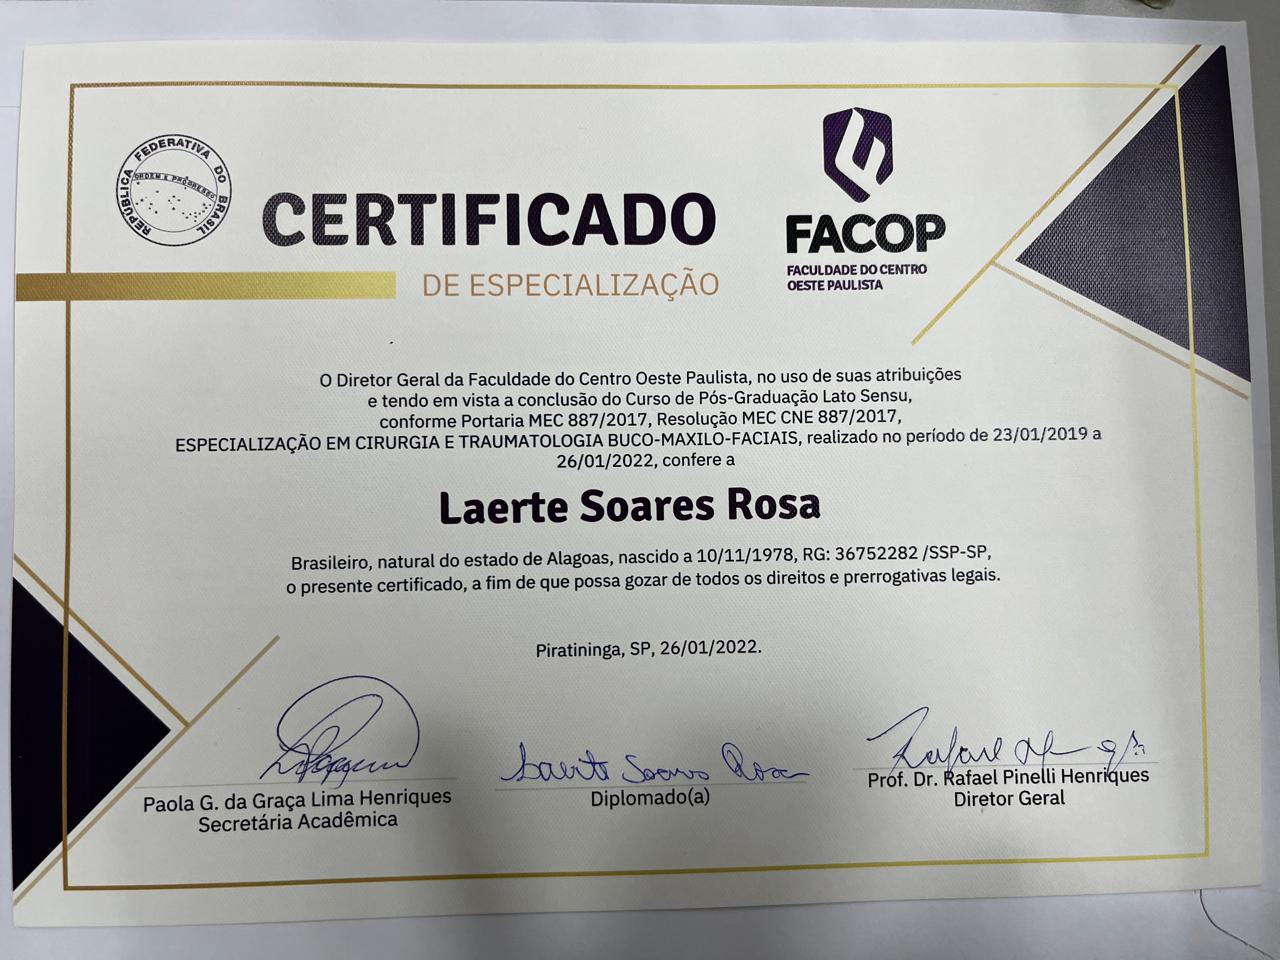 REPÚBLICA FEDERATIVA DO BRASIL
ORDEM E PROGRESSO
CERTIFICADO
DE ESPECIALIZAÇÃO
FACOP
FACULDADE DO CENTRO
OESTE PAULISTA
O Diretor Geral da Faculdade do Centro Oeste Paulista, no uso de suas atribuições
e tendo em vista a conclusão do Curso de Pós-Graduação Lato Sensu,
conforme Portaria MEC 887/2017, Resolução MEC CNE 887/2017,
ESPECIALIZAÇÃO EM CIRURGIA E TRAUMATOLOGIA BUCO-MAXILO-FACIAIS, realizado no período de 23/01/2019 a
26/01/2022, confere a
Laerte Soares Rosa
Brasileiro, natural do estado de Alagoas, nascido a 10/11/1978, RG: 36752282 /SSP-SP,
o presente certificado, a fim de que possa gozar de todos os direitos e prerrogativas legais.
Piratininga, SP, 26/01/2022.
Laerte Soares Rosa
Rafael
Paola G. da Graça Lima Henriques
Secretária Acadêmica
Diplomado(a)
Prof. Dr. Rafael Pinelli Henriques
Diretor Geral